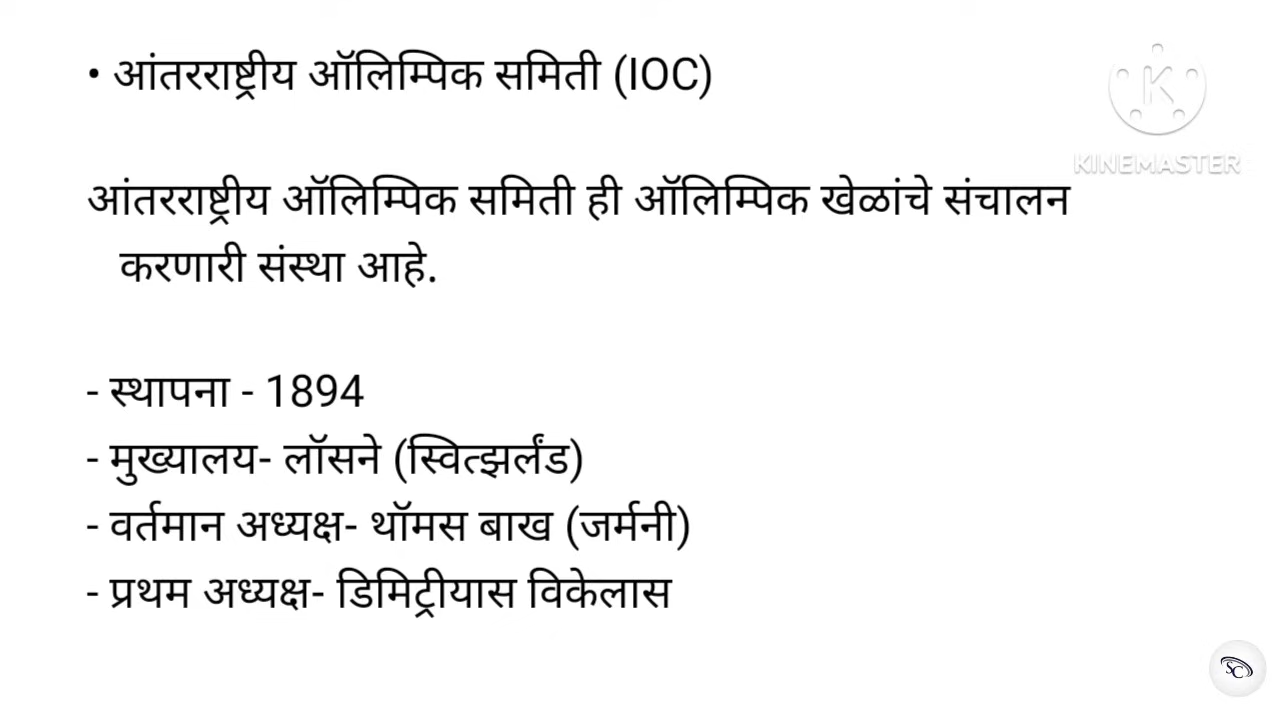 • आंतरराष्ट्रीय ऑलिम्पिक समिती (IOC)
KINEMASTER
आंतरराष्ट्रीय ऑलिम्पिक समिती ही ऑलिम्पिक खेळांचे संचालन
करणारी संस्था आहे.
- स्थापना - 1894
- मुख्यालय- लॉसने (स्वित्झर्लंड)
- वर्तमान अध्यक्ष- थॉमस बाख (जर्मनी)
- प्रथम अध्यक्ष- डिमिट्रीयास विकेलास
SC